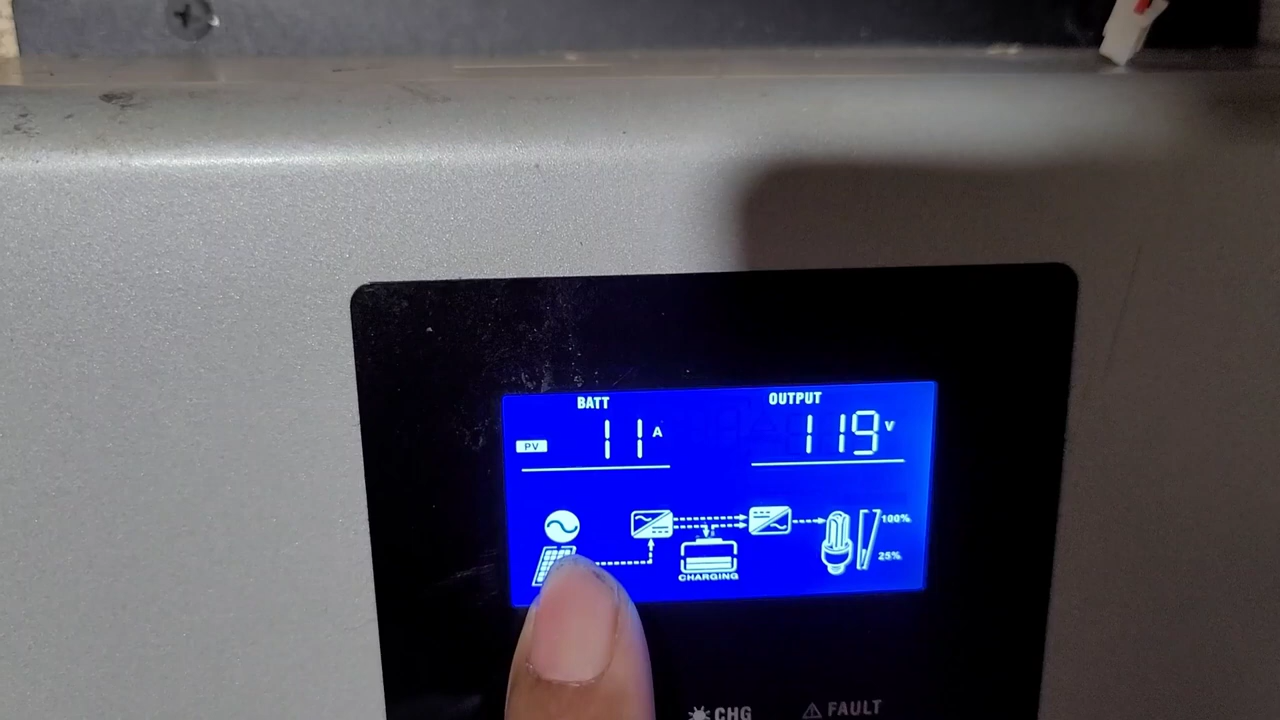 BATT
OUTPUT
PV
11 A
119 V
100%
25%
CHARGING
CHG
FAULT